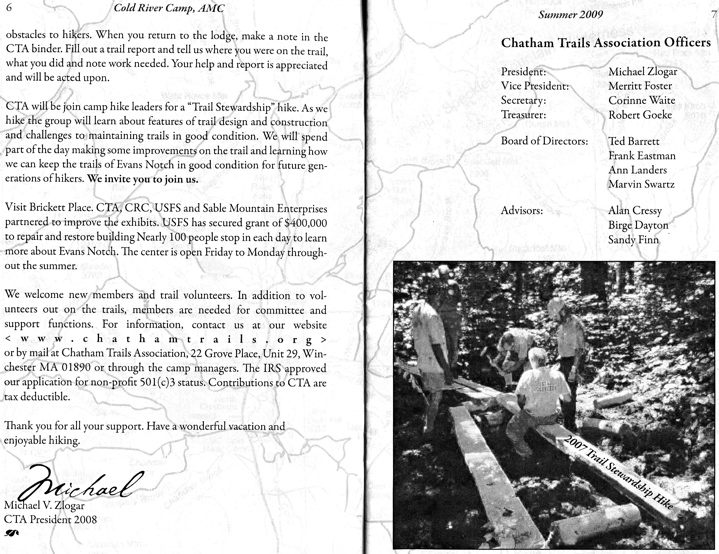 6 Cold River Camp, AMC
obstacles to hikers. When you return to the lodge, make a note in the
CTA binder. Fill out a trail report and tell us where you were on the trail,
what you did and note work needed. Your help and report is appreciated
and will be acted upon.
CTA will be join camp hike leaders for a “Trail Stewardship” hike. As we
hike the group will learn about features of trail design and construction
and challenges to maintaining trails in good condition. We will spend
part of the day making some improvements on the trail and learning how
we can keep the trails of Evans Notch in good condition for future gen-
erations of hikers. We invite you to join us.
Visit Brickett Place. CTA, CRC, USFS and Sable Mountain Enterprises
partnered to improve the exhibits. USFS has secured grant of $400,000
to repair and restore building Nearly 100 people stop in each day to learn
more about Evans Notch. The center is open Friday to Monday through-
out the summer.
We welcome new members and trail volunteers. In addition to vol-
unteers out on the trails, members are needed for committee and
support functions. For information, contact us at our website
< w w w . c h a t h a m t r a i l s . o r g >
or by mail at Chatham Trails Association, 22 Grove Place, Unit 29, Win-
chester MA 01890 or through the camp managers. The IRS approved
our application for non-profit 501(c)3 status. Contributions to CTA are
tax deductible.
Thank you for all your support. Have a wonderful vacation and
enjoyable hiking.
Michael
Michael V. Zlogar
CTA President 2008
Summer 2009 7
Chatham Trails Association Officers
President: Michael Zlogar
Vice President: Merritt Foster
Secretary: Corinne Waite
Treasurer: Robert Goeke
Board of Directors: Ted Barrett
Frank Eastman
Ann Landers
Marvin Swartz
Advisors: Alan Cressy
Birge Dayton
Sandy Finn
2007 Trail Stewardship Hike